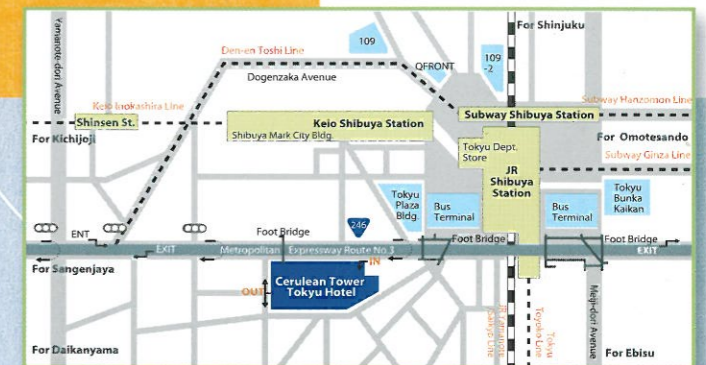 For Shinjuku
Yamanote-dori Avenue
Den-en Toshi Line
109
QFRONT
109
-2
Dogenzaka Avenue
Keio Inokashira Line
Subway Hanzomon Line
Shinsen St.
Keio Shibuya Station
Subway Shibuya Station
Shibuya Mark City Bldg.
For Kichijoji
For Omotesando
Tokyu Dept.
Store
Subway Ginza Line
JR
Shibuya
Station
Tokyu
Plaza
Bldg.
Bus
Terminal
Bus
Terminal
Tokyu
Bunka
Kaikan
246
ENT
Foot Bridge
Foot Bridge
Foot Bridge
EXIT
Metropolitan Expressway Route No.3
EXIT
For Sangenjaya
IN
OUT
Cerulean Tower
Tokyu Hotel
JR Yamanote
Saikyo Line
Tokyu
Toyoko Line
Meiji-dori Avenue
For Daikanyama
For Ebisu